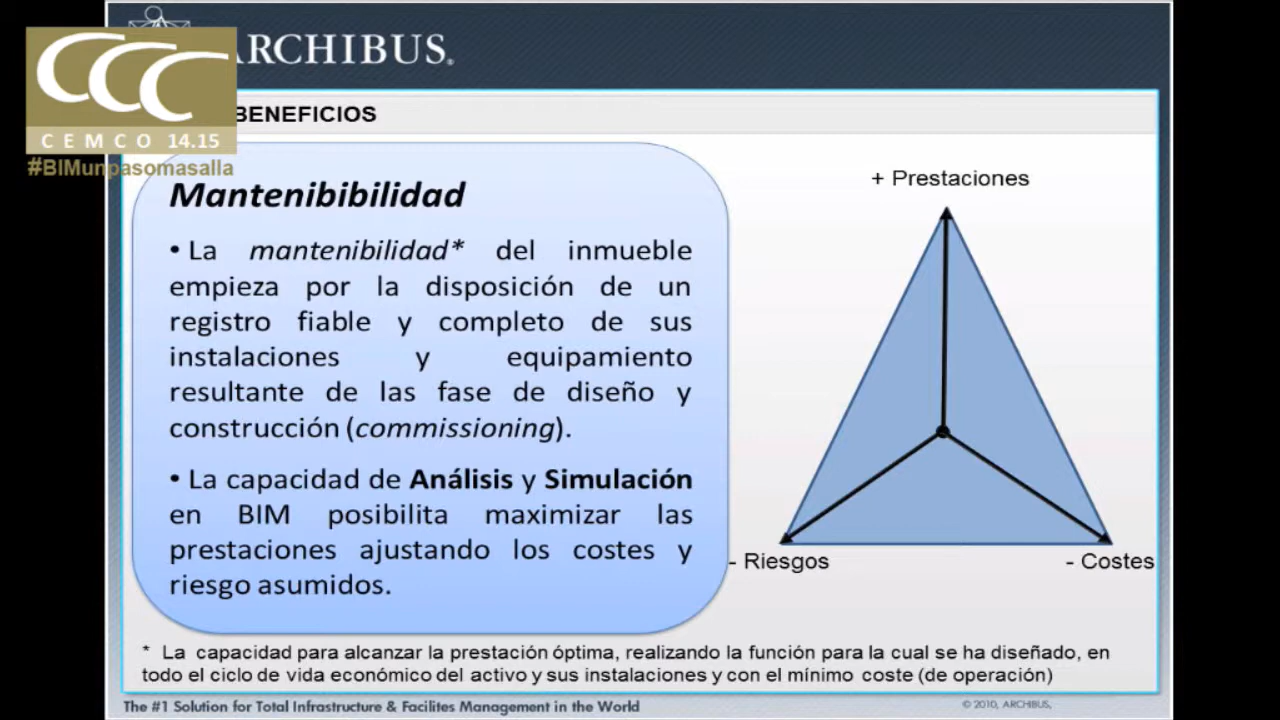 ARCHIBUS.
CEMCO 14.15
#BIMunpasomasalla
BENEFICIOS
Mantenibibilidad
• La mantenibilidad* del inmueble
empieza por la disposición de un
registro fiable y completo de sus
instalaciones y equipamiento
resultante de las fase de diseño y
construcción (commissioning).
• La capacidad de Análisis y Simulación
en BIM posibilita maximizar las
prestaciones ajustando los costes y
riesgo asumidos.
+ Prestaciones
- Riesgos
- Costes
* La capacidad para alcanzar la prestación óptima, realizando la función para la cual se ha diseñado, en
todo el ciclo de vida económico del activo y sus instalaciones y con el mínimo coste (de operación)
The #1 Solution for Total Infrastructure & Facilites Management in the World
© 2010, ARCHIBUS,